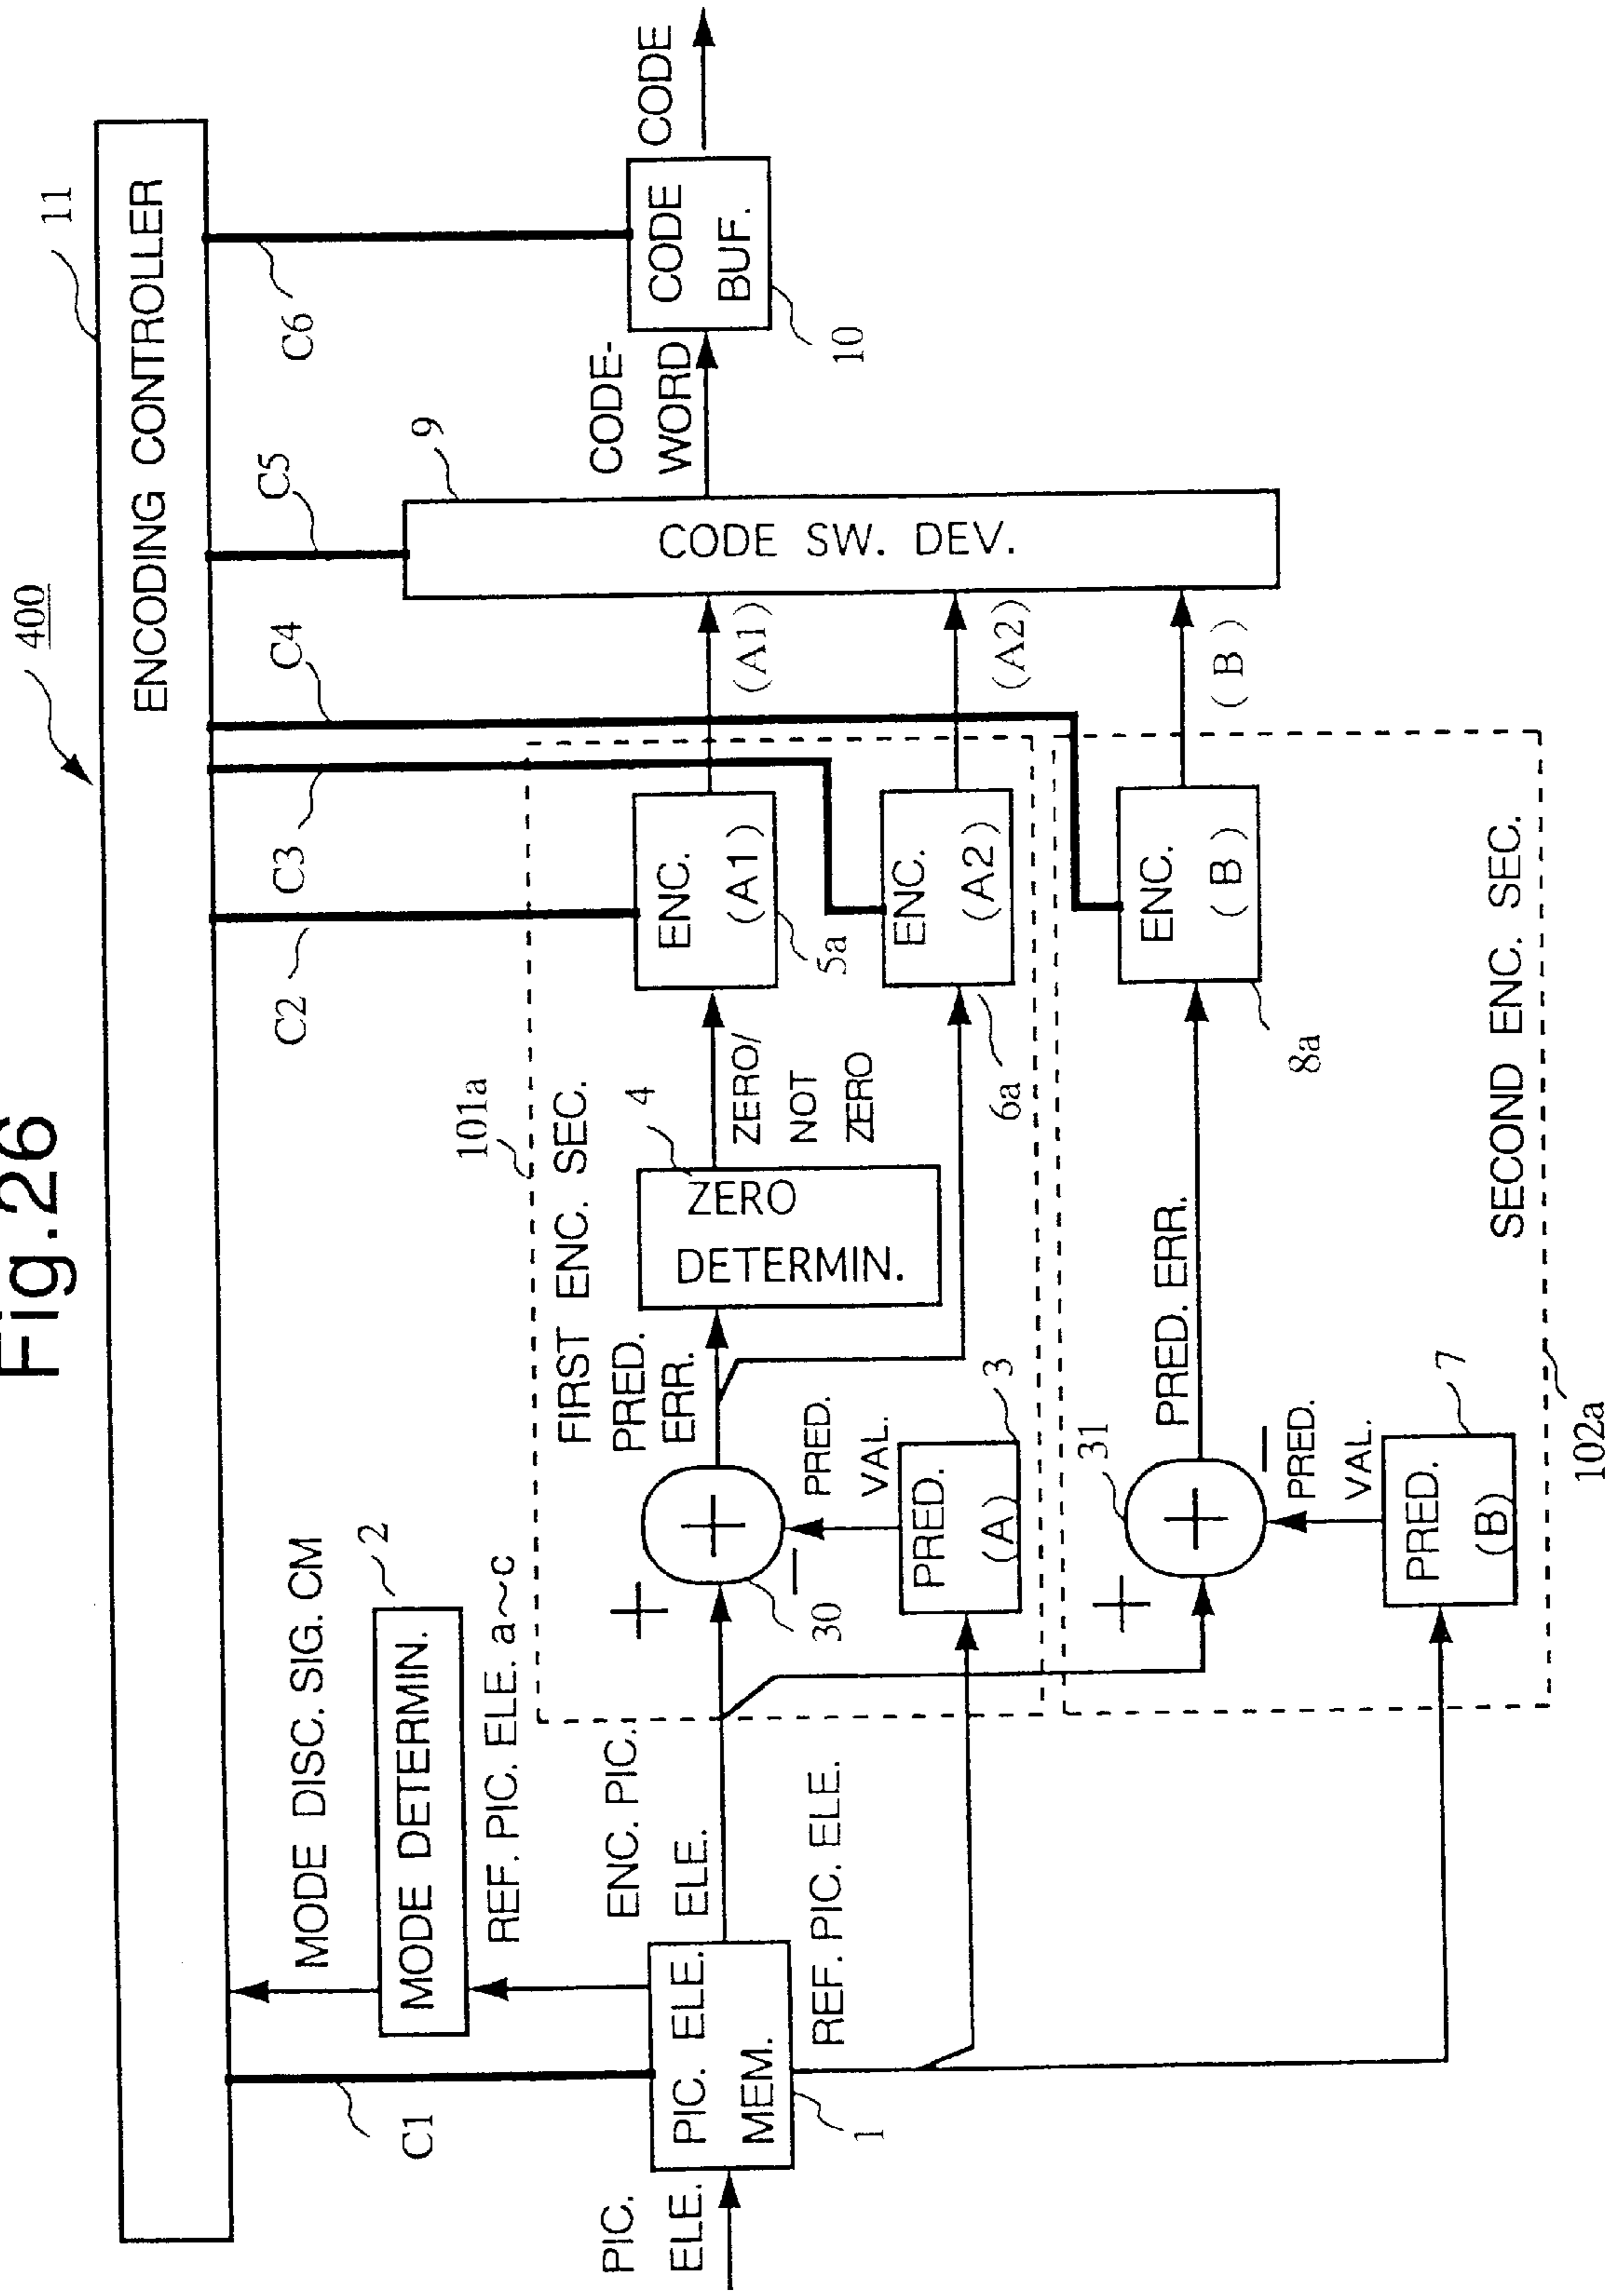 Fig.26
400
11
ENCODING CONTROLLER
C1
MODE DISC. SIG. CM
2
MODE DETERMIN.
REF. PIC. ELE. a~c
C2
C3
C4
C5
C6
PIC.
ELE.
PIC. ELE.
MEM.
1
ENC. PIC.
ELE.
REF. PIC. ELE.
101a
FIRST ENC. SEC.
+
+
30
−
PRED.
VAL.
PRED.
(A)
3
PRED.
ERR.
4
ZERO
DETERMIN.
ZERO/
NOT
ZERO
ENC.
(A1)
5a
ENC.
(A2)
6a
(A1)
(A2)
(B)
+
+
31
−
PRED.
VAL.
PRED.
(B)
7
PRED. ERR.
ENC.
(B)
8a
SECOND ENC. SEC.
102a
9
CODE SW. DEV.
CODE-
WORD
CODE
BUF.
10
CODE